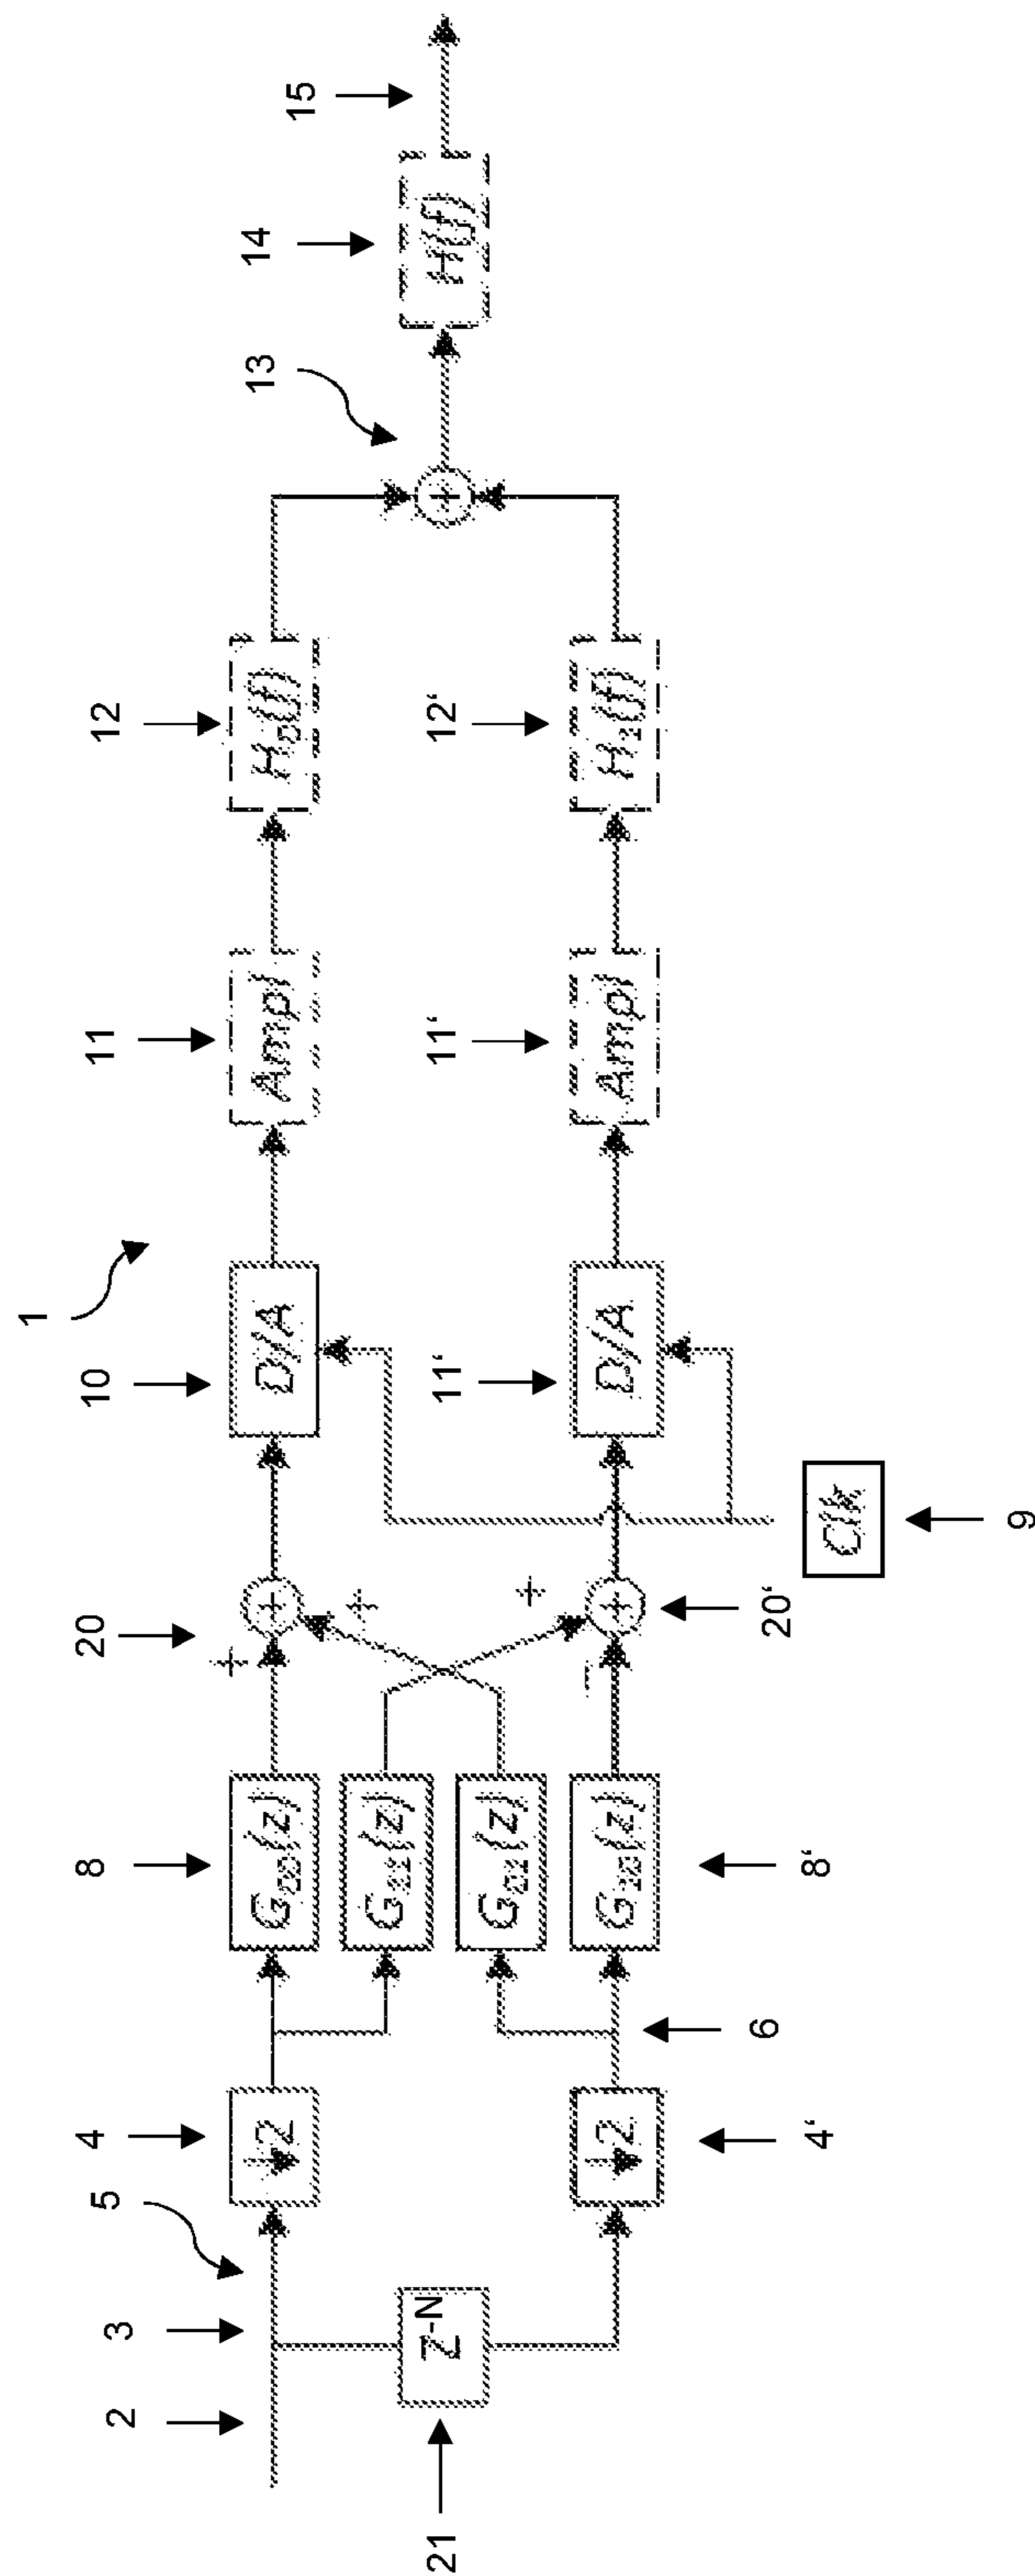 1
2
3
5
4
8
20
10
11
12
13
14
15
↓2
G₀₀(z)
+
+
D/A
Ampl
H₀(f)
G₁₁(z)
G₀₁(z)
+
+
H(f)
Z⁻ᴺ
21
↓2
G₁₀(z)
−
+
+
D/A
Ampl
H₁(f)
11'
11'
12'
4'
6
8'
20'
Clk
9